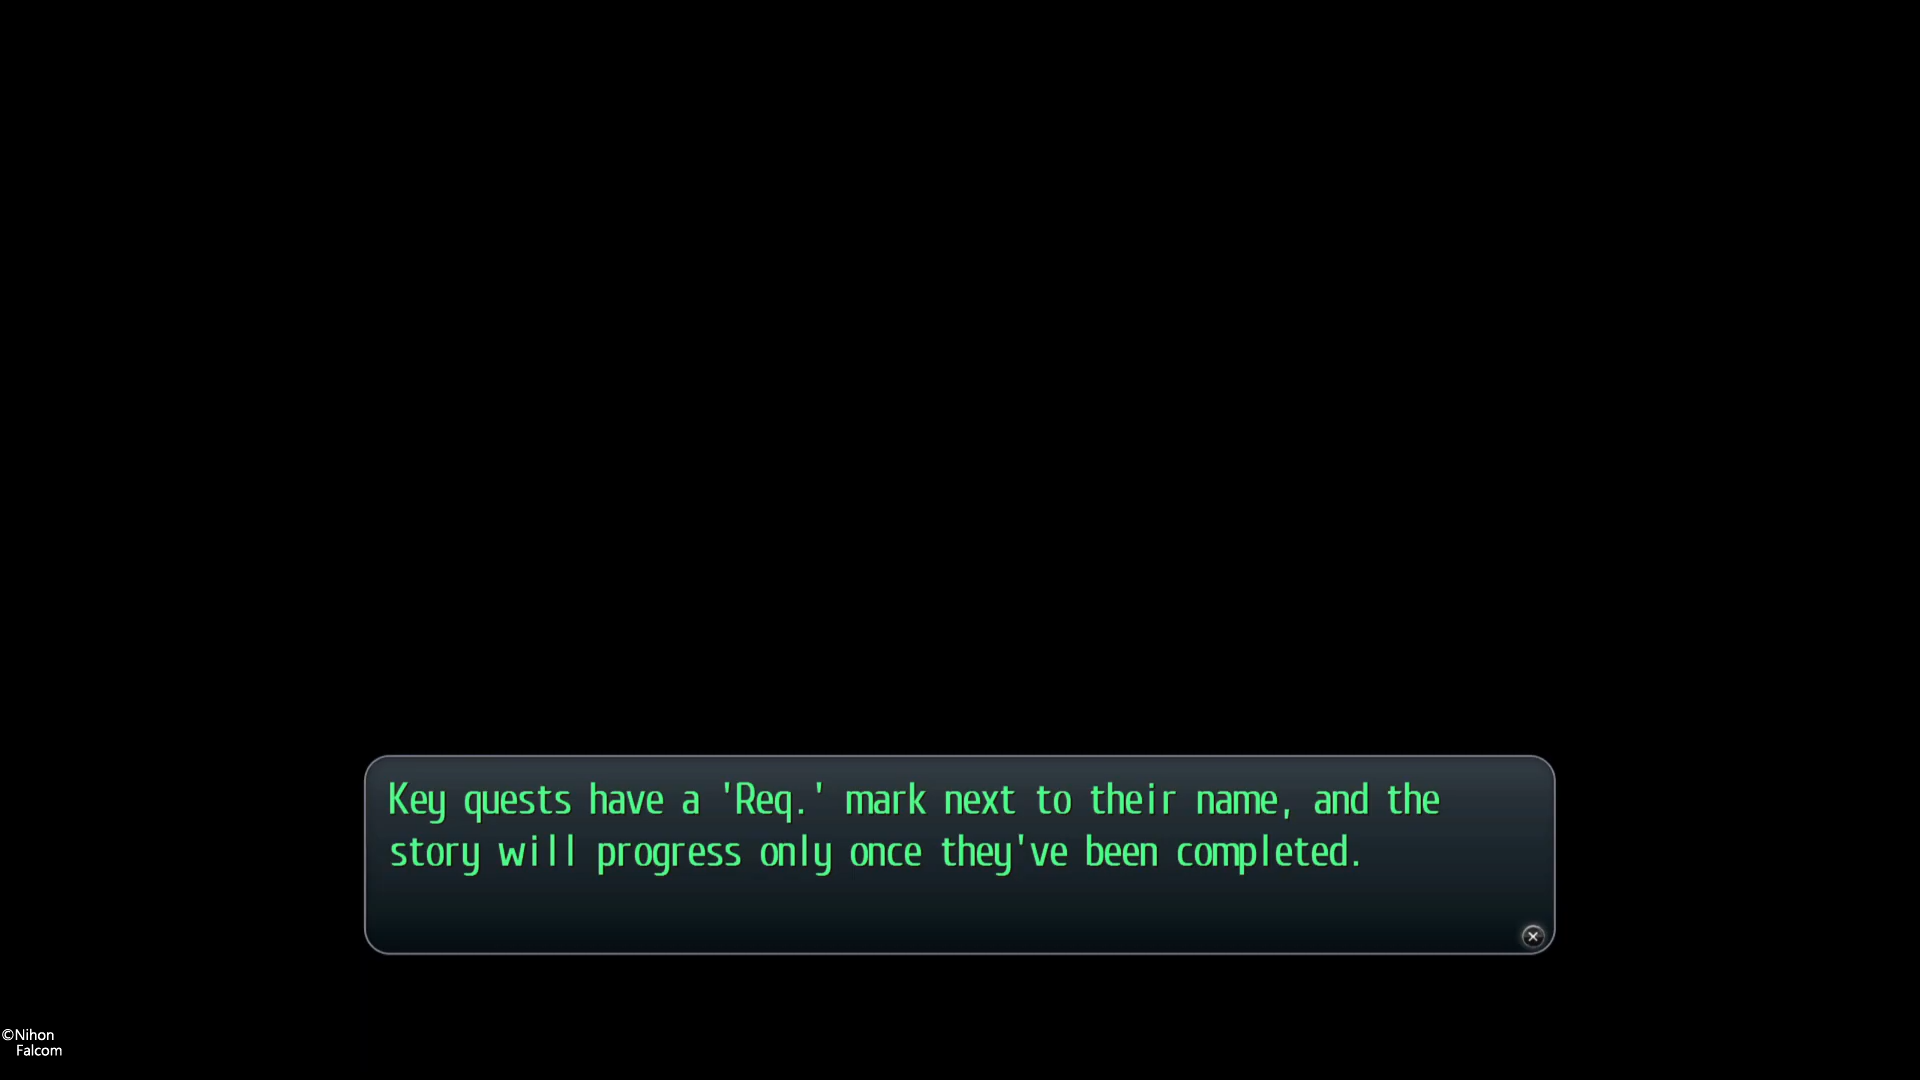 Key quests have a 'Req.' mark next to their name, and the
story will progress only once they've been completed.
©Nihon
Falcom